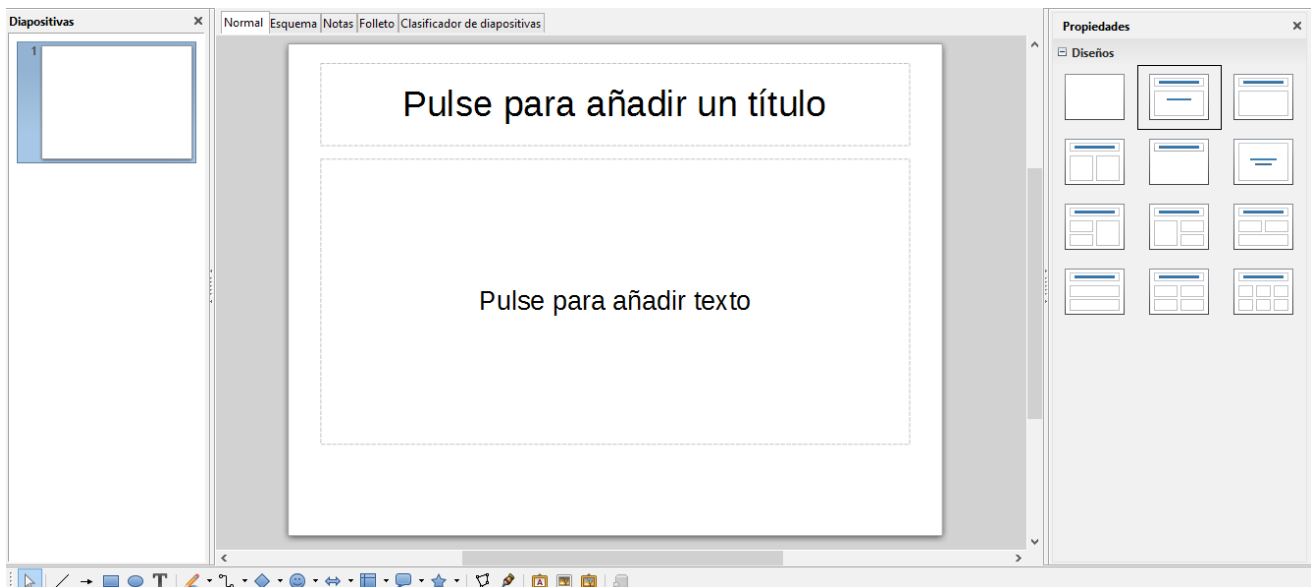 Diapositivas
1
Normal Esquema Notas Folleto Clasificador de diapositivas
Pulse para añadir un título
Pulse para añadir texto
Propiedades
Diseños